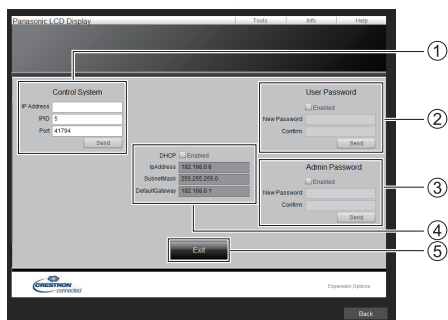 Panasonic LCD Display
Tools Info Help
1
Control System
IP Address
IPID 5
Port 41794
Send
User Password
Enabled
New Password
Confirm
Send
2
DHCP Enabled
IpAddress 192.168.0.8
SubnetMask 255.255.255.0
DefaultGateway 192.168.0.1
Admin Password
Enabled
New Password
Confirm
Send
3
4
Exit
5
CRESTRON
connected
Expansion Options
Back